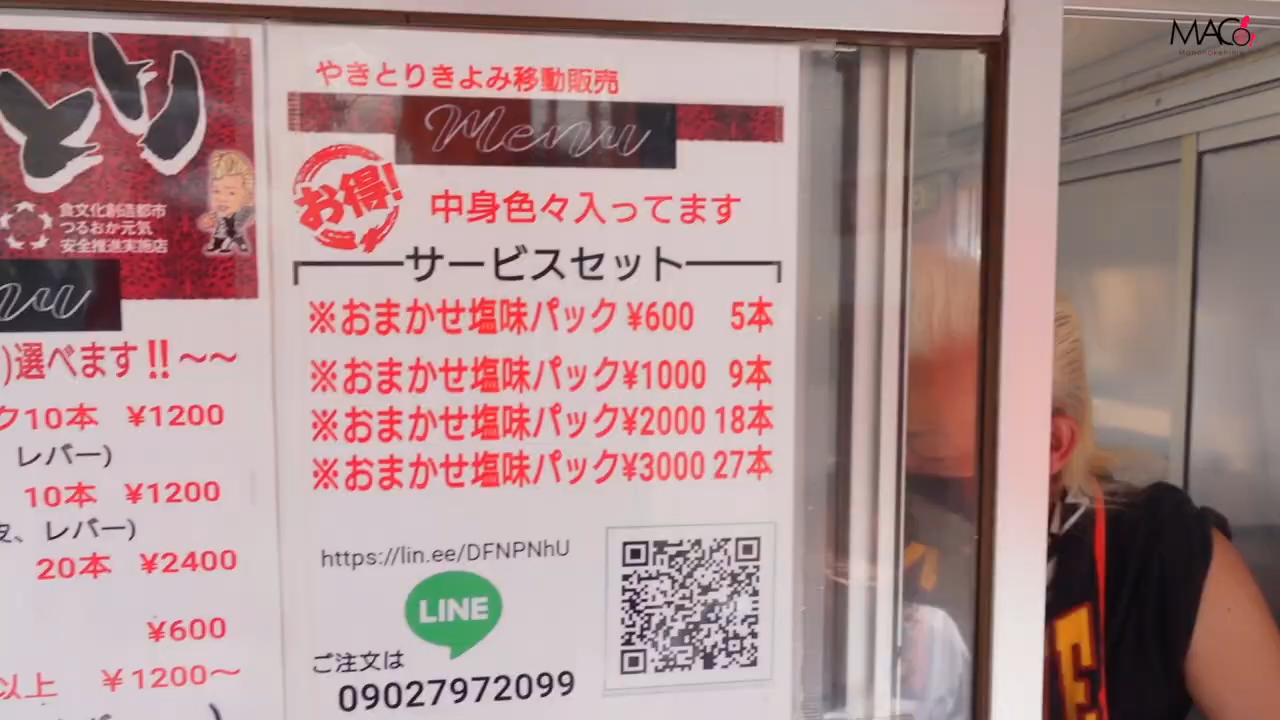 MACO
とり
食文化創造都市
つるおか元気
安全推進実施店
)選べます!!~~
ク10本 ¥1200
レバー)
10本 ¥1200
、レバー)
20本 ¥2400
¥600
以上 ¥1200~
やきとりきよみ移動販売
Menu
お得!
中身色々入ってます
サービスセット
※おまかせ塩味パック ¥600 5本
※おまかせ塩味パック¥1000 9本
※おまかせ塩味パック¥2000 18本
※おまかせ塩味パック¥3000 27本
https://lin.ee/DFNPNhU
LINE
ご注文は
09027972099